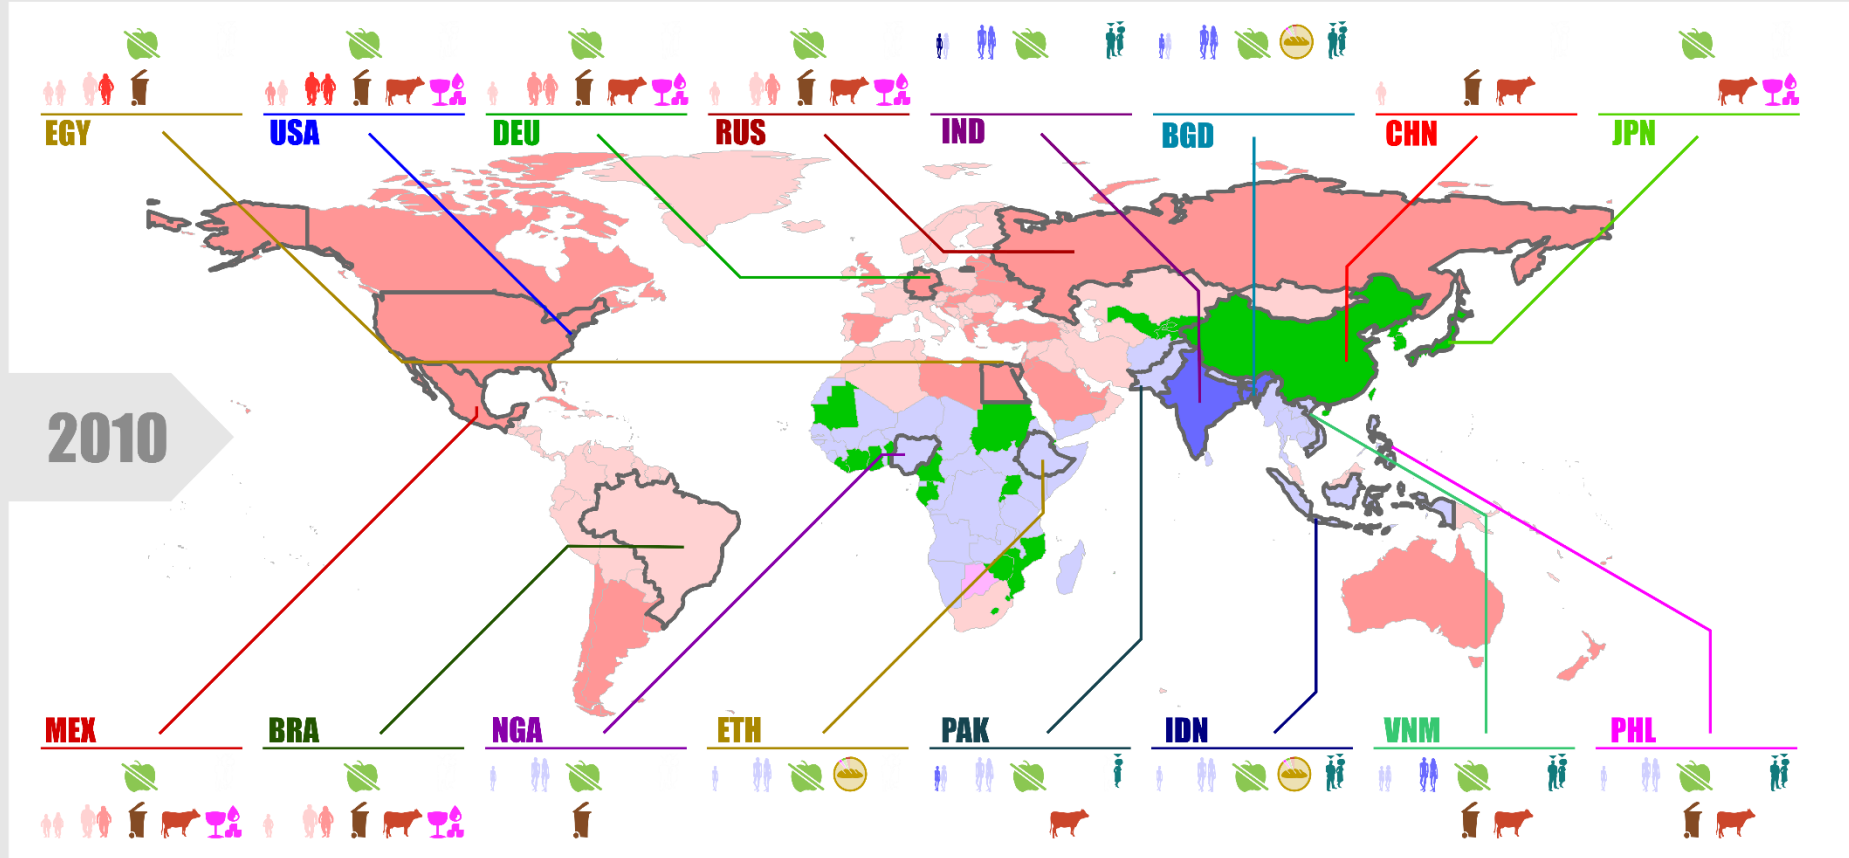 EGY
USA
DEU
RUS
IND
BGD
CHN
JPN
2010
MEX
BRA
NGA
ETH
PAK
IDN
VNM
PHL